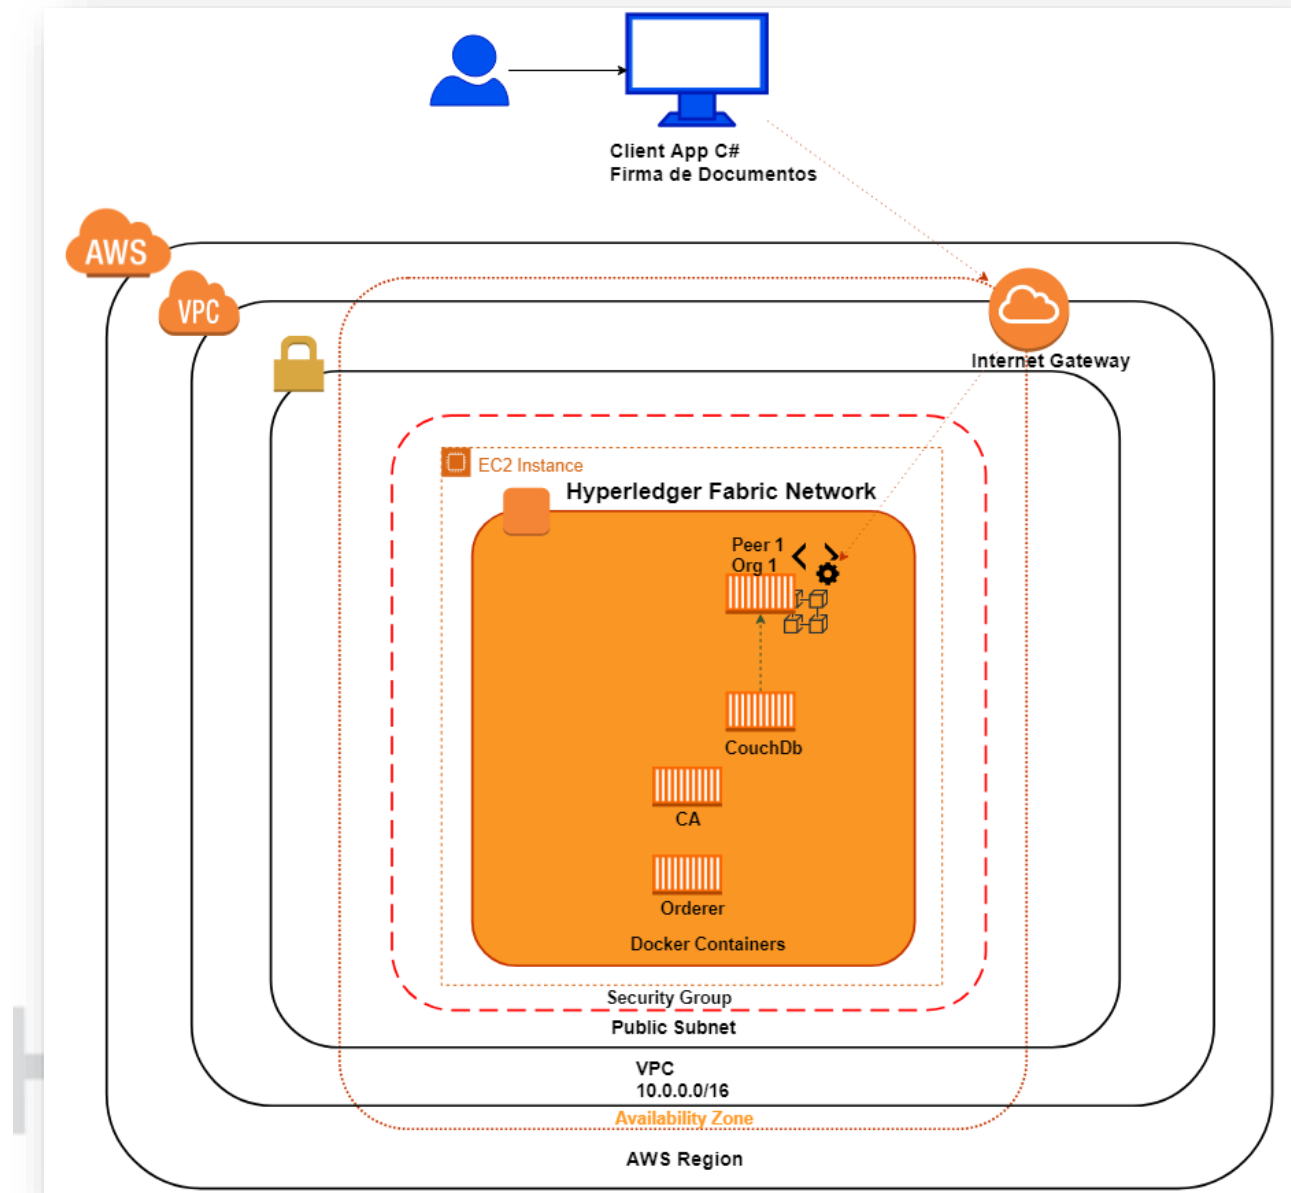 Client App C#
Firma de Documentos
AWS
VPC
Internet Gateway
EC2 Instance
Hyperledger Fabric Network
Peer 1
Org 1
CouchDb
CA
Orderer
Docker Containers
Security Group
Public Subnet
VPC
10.0.0.0/16
Availability Zone
AWS Region